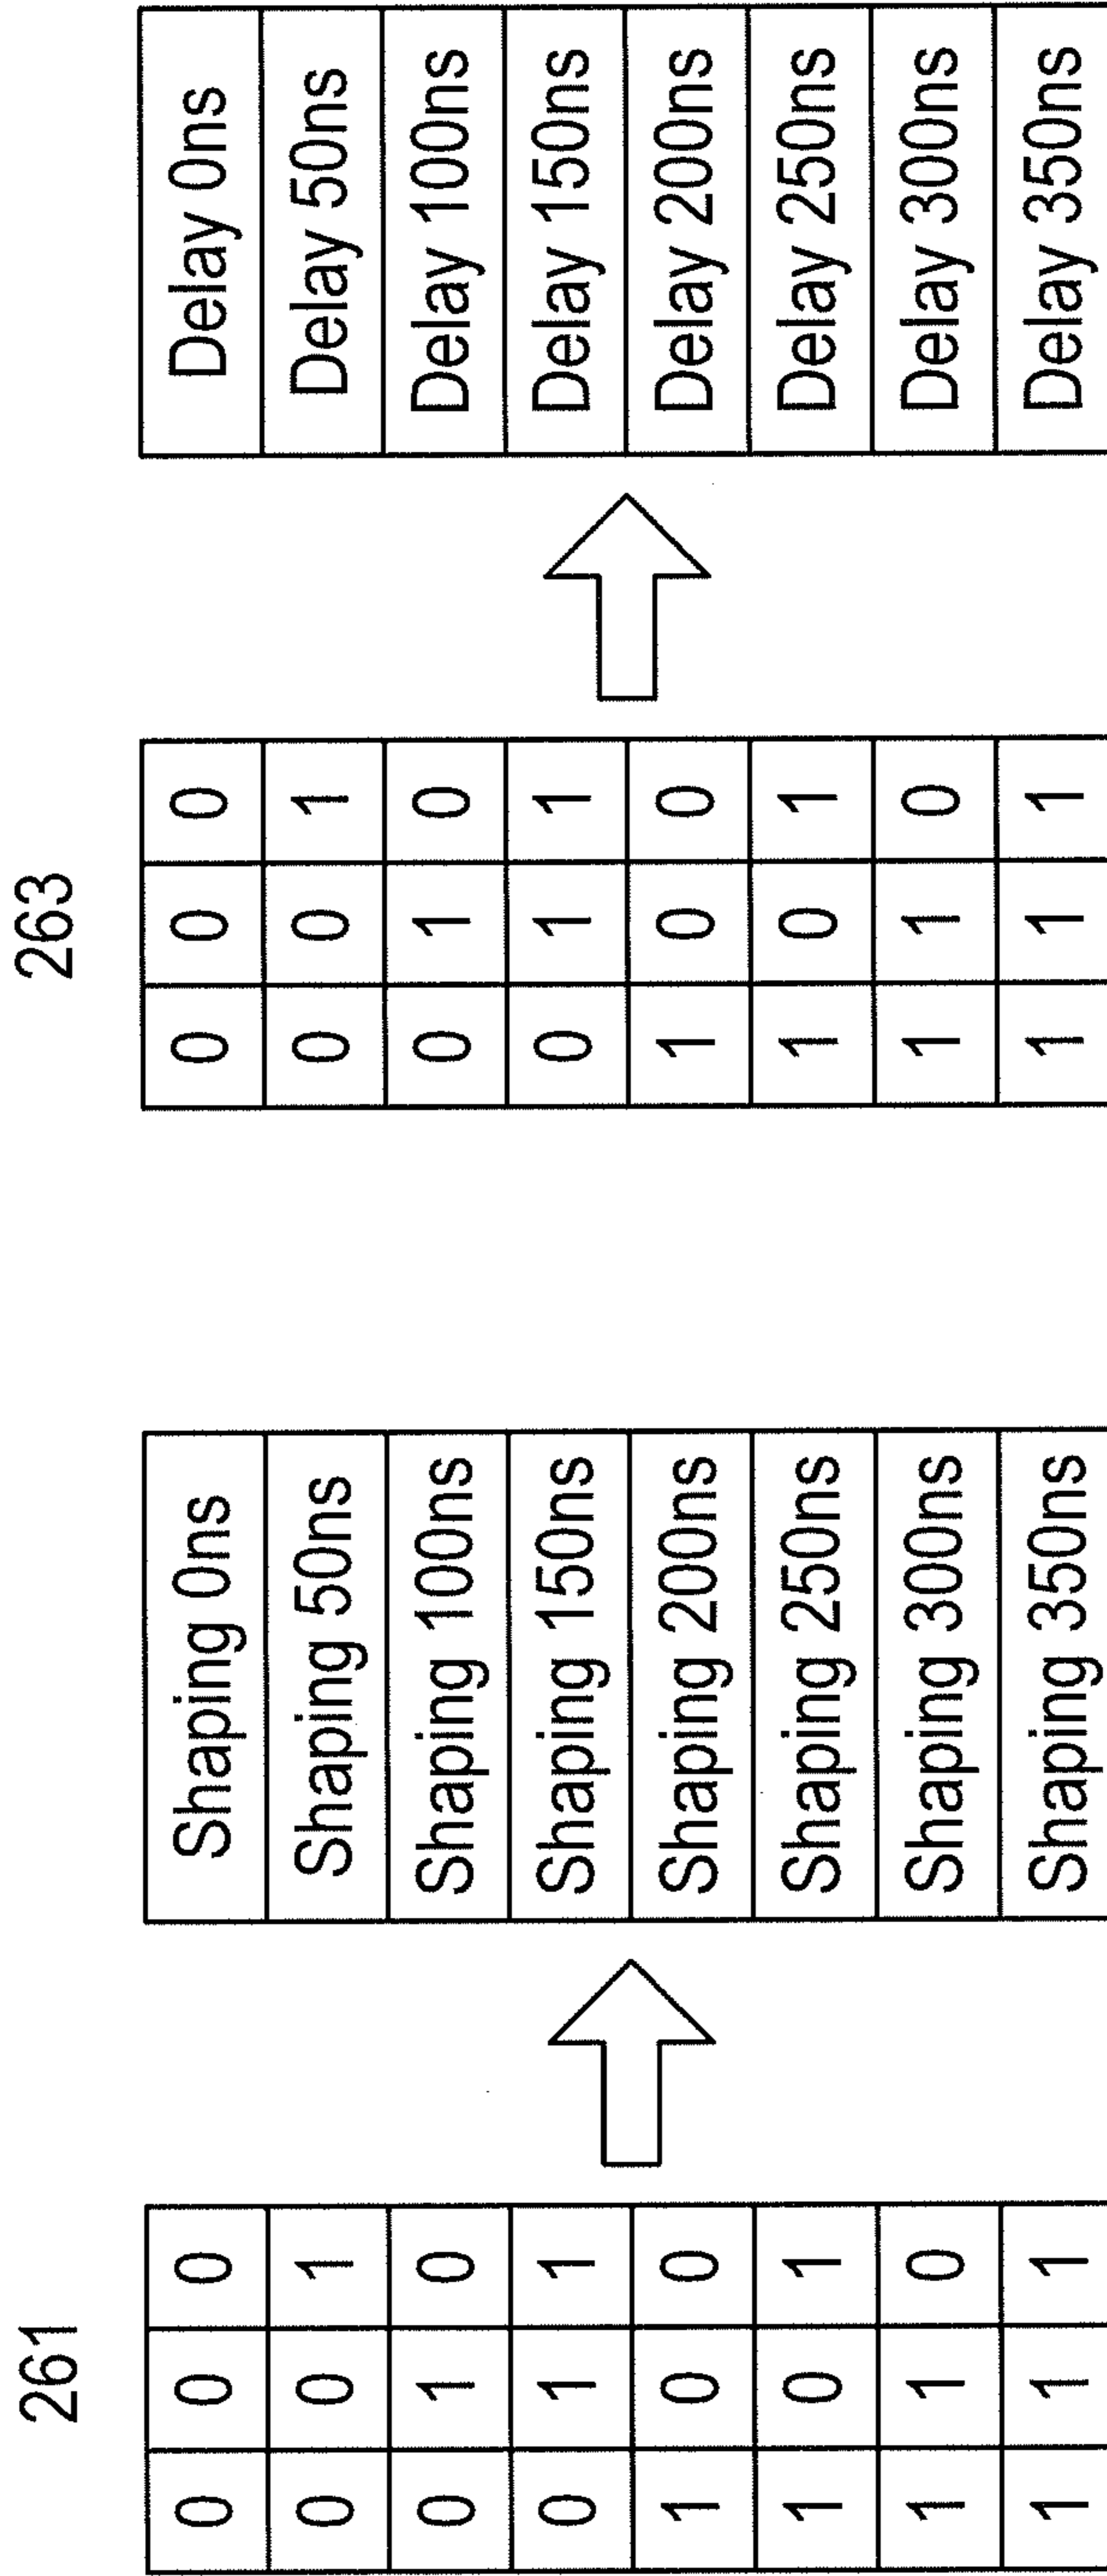 261
0 0 0
0 0 1
0 1 0
0 1 1
1 0 0
1 0 1
1 1 0
1 1 1
Shaping 0ns
Shaping 50ns
Shaping 100ns
Shaping 150ns
Shaping 200ns
Shaping 250ns
Shaping 300ns
Shaping 350ns
263
0 0 0
0 0 1
0 1 0
0 1 1
1 0 0
1 0 1
1 1 0
1 1 1
Delay 0ns
Delay 50ns
Delay 100ns
Delay 150ns
Delay 200ns
Delay 250ns
Delay 300ns
Delay 350ns